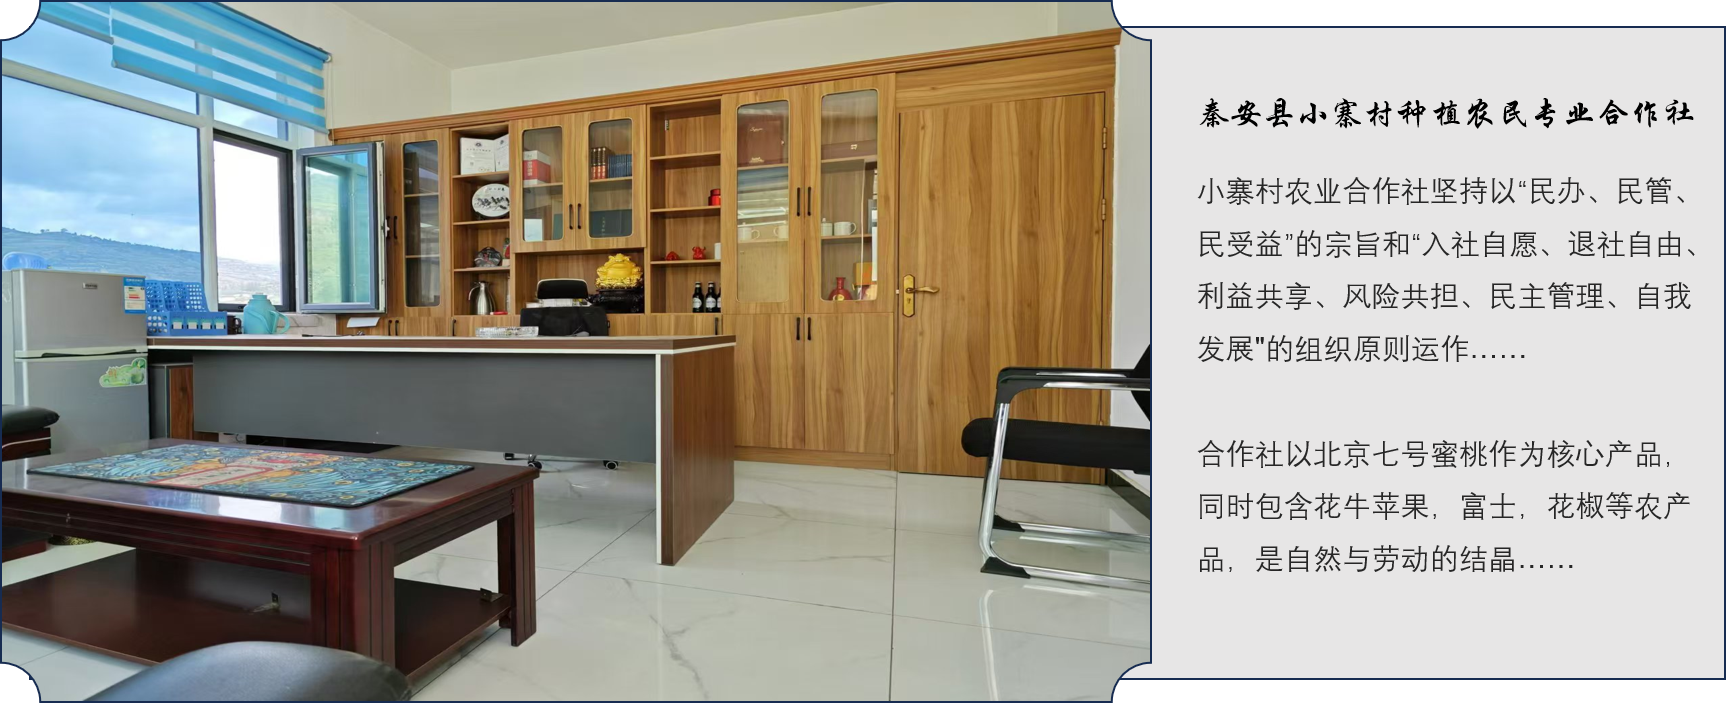 秦安县小寨村种植农民专业合作社
小寨村农业合作社坚持以“民办、民管、
民受益”的宗旨和“入社自愿、退社自由、
利益共享、风险共担、民主管理、自我
发展"的组织原则运作……
合作社以北京七号蜜桃作为核心产品，
同时包含花牛苹果，富士，花椒等农产
品，是自然与劳动的结晶……